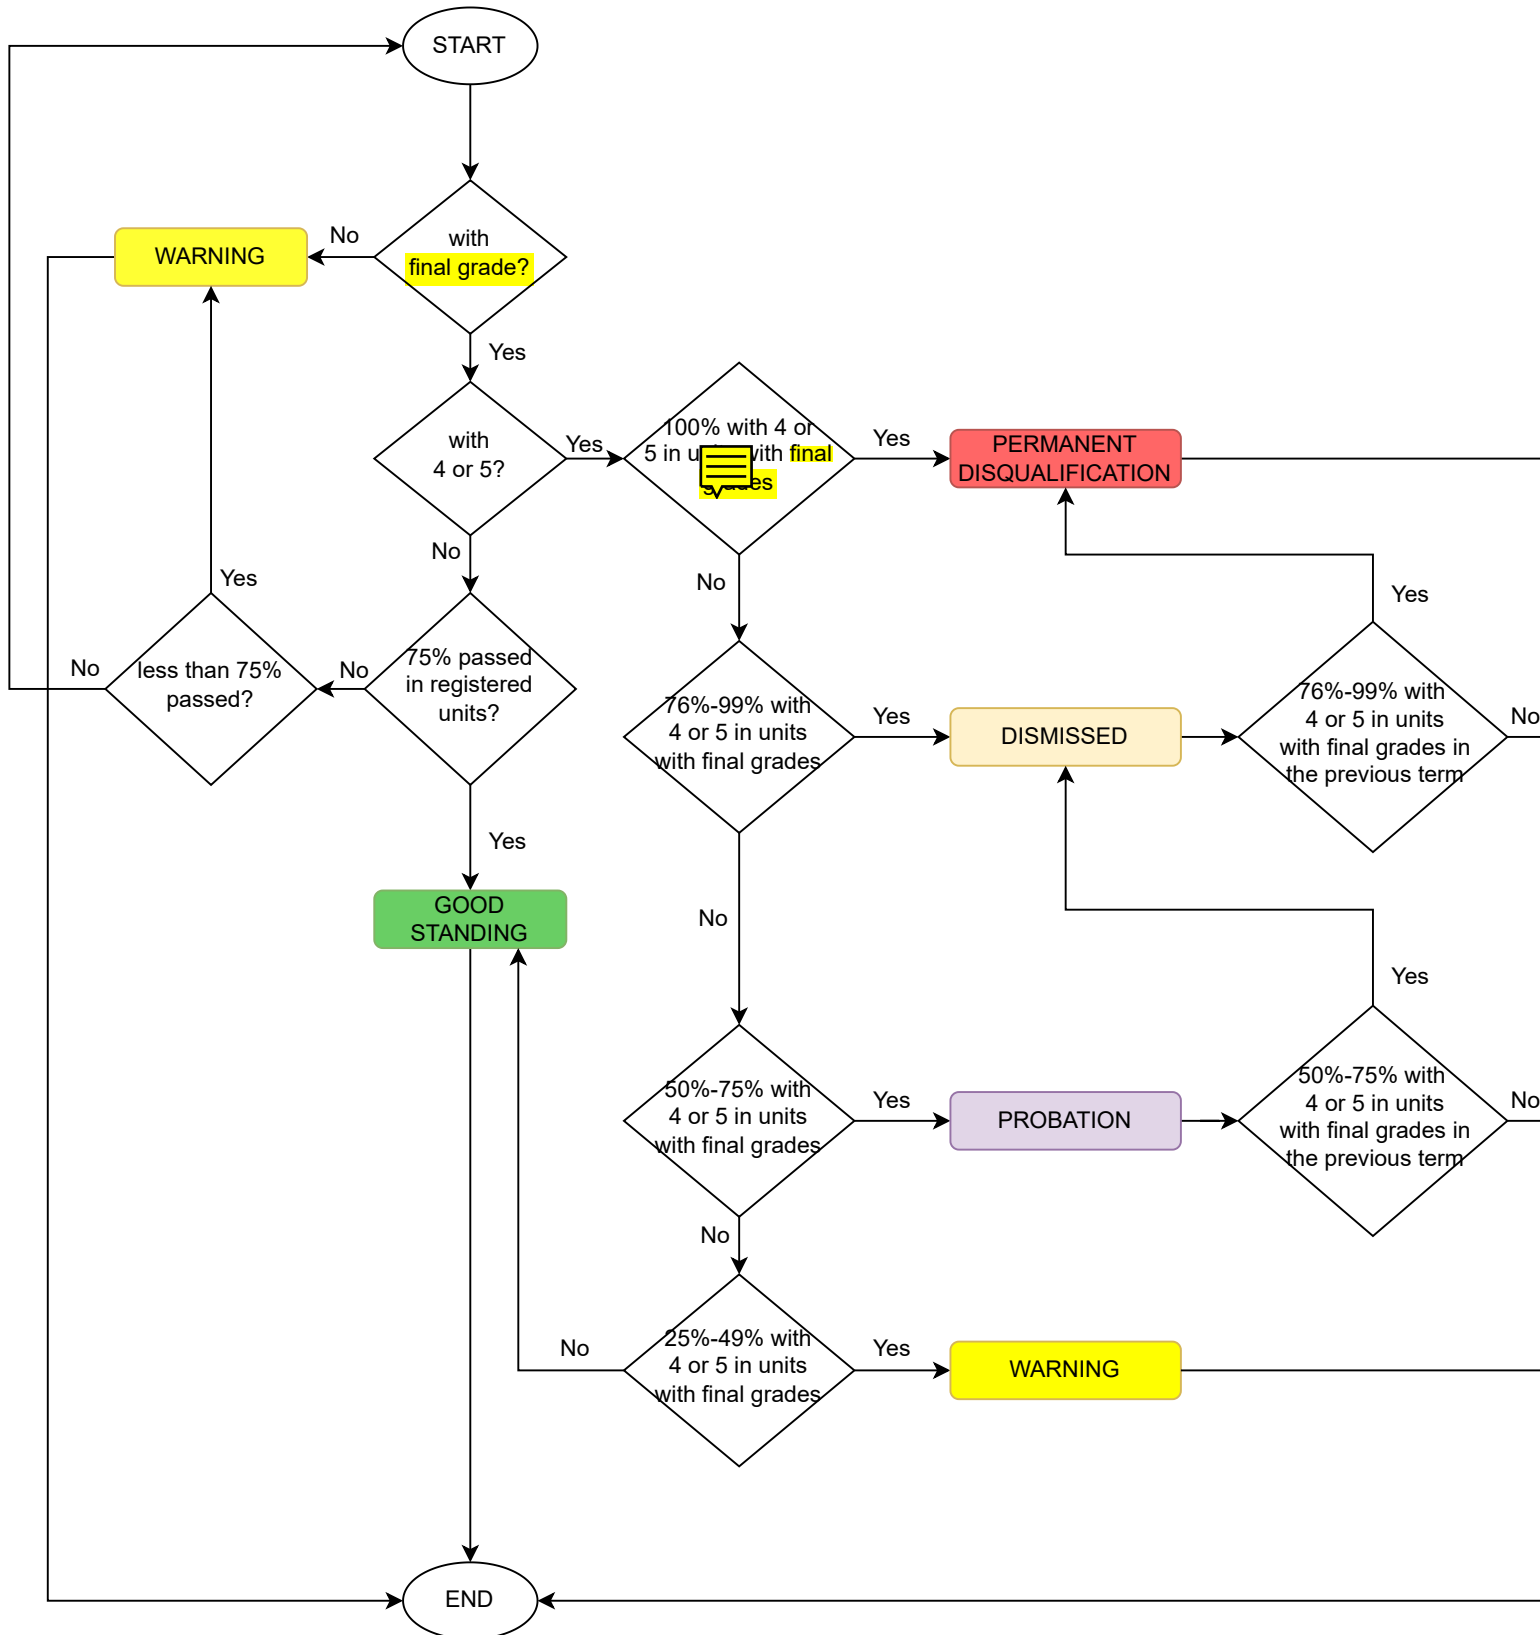 START
No
WARNING
with
final grade?
Yes
with
4 or 5?
Yes
100% with 4 or
5 in with final
Yes
PERMANENT
DISQUALIFICATION
No
No
Yes
Yes
No
less than 75%
passed?
No
75% passed
in registered
units?
76%-99% with
4 or 5 in units
with final grades
Yes
DISMISSED
76%-99% with
4 or 5 in units
with final grades in
the previous term
No
Yes
GOOD
STANDING
No
Yes
50%-75% with
4 or 5 in units
with final grades
Yes
PROBATION
50%-75% with
4 or 5 in units
with final grades in
the previous term
No
No
No
25%-49% with
4 or 5 in units
with final grades
Yes
WARNING
END